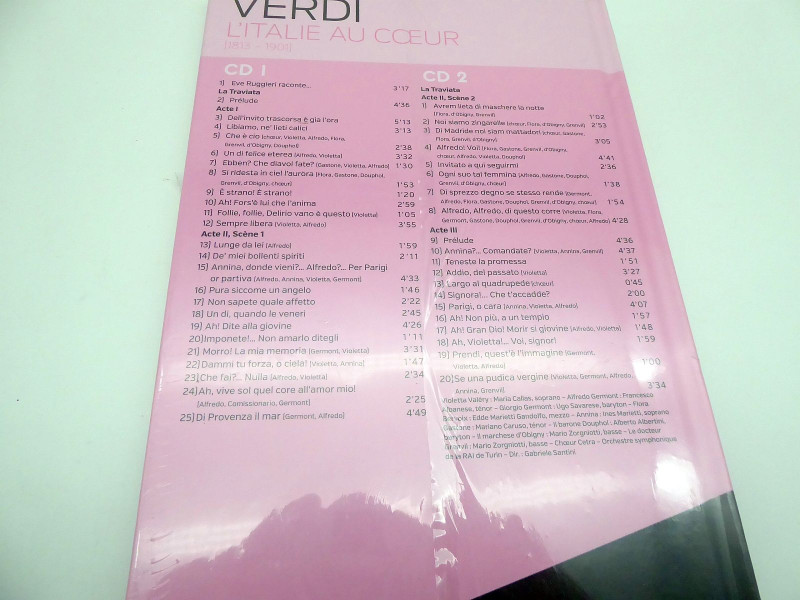 VERDI
L'ITALIE AU CŒUR
(1813 – 1901)
CD 1
1) Eve Ruggieri raconte... 3'17
La Traviata
2) Prélude 4'36
Acte I
3) Dell'invito trascorsa è gia l'ora 5'13
4) Libiamo, ne' lieti calici 3'13
5) Che è ciò (chœur, Violetta, Alfredo, Flora,
Grenvil, d'Obigny, Douphol) 2'38
6) Un dì felice eterea (Alfredo, Violetta) 3'32
7) Ebben? Che diavol fate? (Gastone, Violetta, Alfredo) 1'30
8) Si ridesta in ciel l'aurora (Flora, Gastone, Douphol,
Grenvil, d'Obigny, chœur) 1'53
9) È strano! È strano! 1'20
10) Ah! Fors'è lui che l'anima 2'59
11) Follie, follie, Delirio vano è questo (Violetta) 1'05
12) Sempre libera (Violetta, Alfredo) 3'55
Acte II, Scène 1
13) Lunge da lei (Alfredo) 1'59
14) De' miei bollenti spiriti 2'11
15) Annina, donde vieni?... Alfredo?... Per Parigi
or partiva (Alfredo, Annina, Violetta, Germont) 4'33
16) Pura siccome un angelo 1'46
17) Non sapete quale affetto 2'22
18) Un di, quando le veneri 2'45
19) Ah! Dite alla giovine 4'26
20) Imponete!... Non amarlo ditegli 1'11
21) Morro! La mia memoria (Germont, Violetta) 3'31
22) Dammi tu forza, o ciela! (Violetta, Annina) 1'47
23) Che fai?... Nulla (Alfredo, Violetta) 2'34
24) Ah, vive sol quel core all'amor mio!
(Alfredo, Comissionario, Germont) 2'25
25) Di Provenza il mar (Germont, Alfredo) 4'49
CD 2
La Traviata
Acte II, Scène 2
1) Avrem lieta di maschere la notte
(Flora, d'Obigny, Grenvil) 1'02
2) Noi siamo zingarelle (chœur, Flora, d'Obigny, Grenvil) 2'53
3) Di Madride noi siam mattadori (chœur, Gastone,
Flora, Grenvil, d'Obigny) 3'05
4) Alfredo! Voi! (Flora, Gastone, Grenvil, d'Obigny,
chœur, Alfredo, Violetta, Douphol) 4'41
5) Invitato a qui seguirmi 2'36
6) Ogni suo tal femmina (Alfredo, Gastone, Douphol,
Grenvil, d'Obigny, chœur) 1'38
7) Di sprezzo degno se stesso rende (Germont,
Alfredo, Flora, Gastone, Douphol, Grenvil, d'Obigny, chœur) 1'54
8) Alfredo, Alfredo, di questo core (Violetta, Flora,
Germont, Gastone, Douphol, Grenvil, d'Obigny, chœur, Alfredo) 4'28
Acte III
9) Prélude 4'36
10) Annina?... Comandate? (Violetta, Annina, Grenvil) 4'37
11) Teneste la promessa 1'51
12) Addio, del passato (Violetta) 3'27
13) Largo al quadrupede (chœur) 0'45
14) Signora!... Che t'accadde? 2'00
15) Parigi, o cara (Annina, Violetta, Alfredo) 4'07
16) Ah! Non più, a un tempio 1'57
17) Ah! Gran Dio! Morir si giovine (Alfredo, Violetta) 1'48
18) Ah, Violetta!... Voi, signor! 1'59
19) Prendi, quest'è l'immagine (Germont,
Violetta, Alfredo) 1'00
20) Se una pudica vergine (Violetta, Germont, Alfredo,
Annina, Grenvil) 3'34
Violetta Valéry : Maria Callas, soprano – Alfredo Germont : Francesco
Albanese, ténor – Giorgio Germont : Ugo Savarese, baryton – Flora
Bervoix : Edde Marietti Gandolfo, mezzo – Annina : Ines Marietti, soprano
Gastone : Mariano Caruso, ténor – Il barone Douphol : Alberto Albertini,
baryton – Il marchese d'Obigny : Mario Zorgniotti, basse – Le docteur
Grenvil : Mario Zorgniotti, basse – Chœur Cetra – Orchestre symphonique
de la RAI de Turin – Dir. : Gabriele Santini